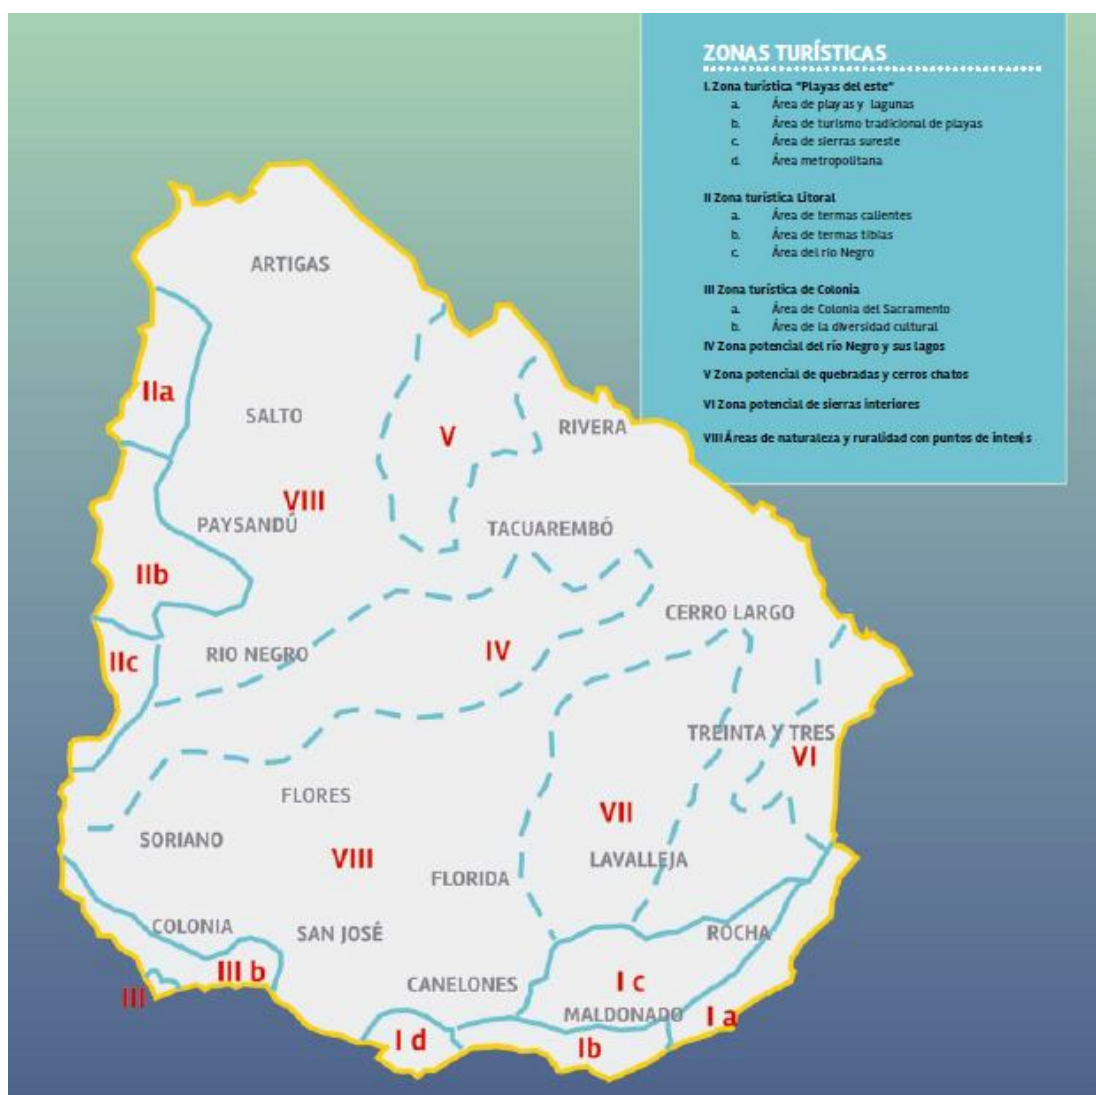 ZONAS TURÍSTICAS
I.Zona turística "Playas del este"
a. Área de playas y lagunas
b. Área de turismo tradicional de playas
c. Área de sierras sureste
d. Área metropolitana
II Zona turística Litoral
a. Área de termas calientes
b. Área de termas tibias
c. Área del río Negro
III Zona turística de Colonia
a. Área de Colonia del Sacramento
b. Área de la diversidad cultural
IV Zona potencial del río Negro y sus lagos
V Zona potencial de quebradas y cerros chatos
VI Zona potencial de sierras interiores
VIII Áreas de naturaleza y ruralidad con puntos de interés
ARTIGAS
IIa
SALTO
V
RIVERA
VIII
PAYSANDÚ
TACUAREMBÓ
IIb
CERRO LARGO
IIc
RIO NEGRO
IV
TREINTA Y TRES
VI
FLORES
VII
SORIANO
VIII
LAVALLEJA
FLORIDA
COLONIA
SAN JOSÉ
ROCHA
III b
III
CANELONES
I c
MALDONADO
I a
I d
Ib